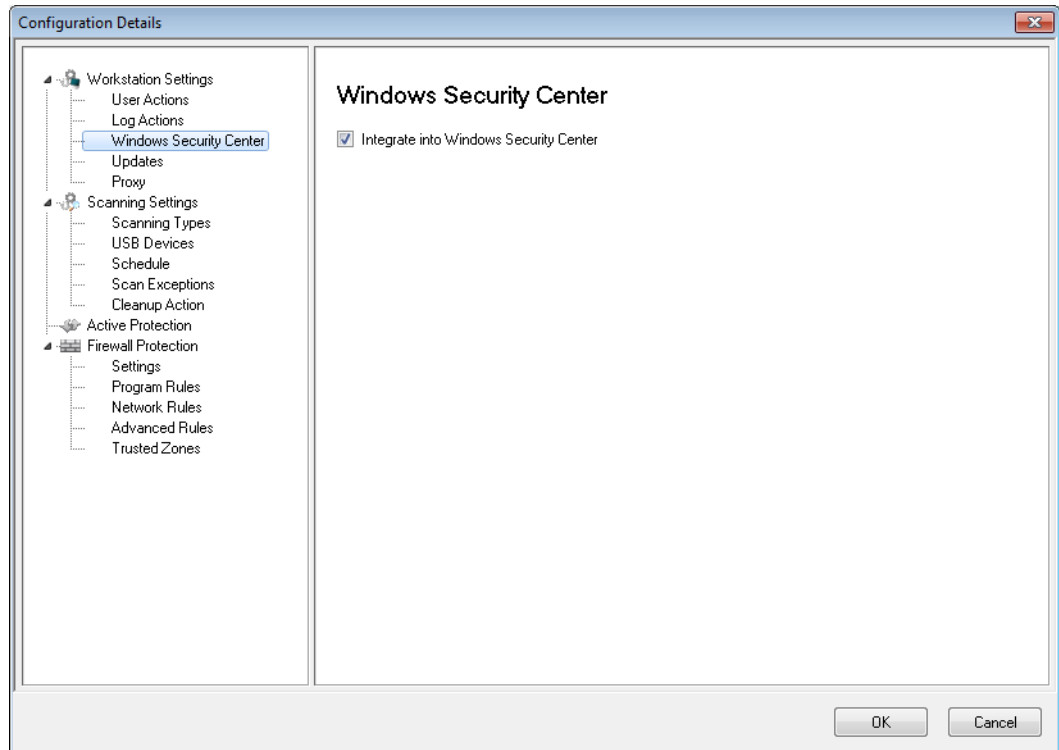 Configuration Details
Workstation Settings
User Actions
Log Actions
Windows Security Center
Updates
Proxy
Scanning Settings
Scanning Types
USB Devices
Schedule
Scan Exceptions
Cleanup Action
Active Protection
Firewall Protection
Settings
Program Rules
Network Rules
Advanced Rules
Trusted Zones
Windows Security Center
Integrate into Windows Security Center
OK
Cancel